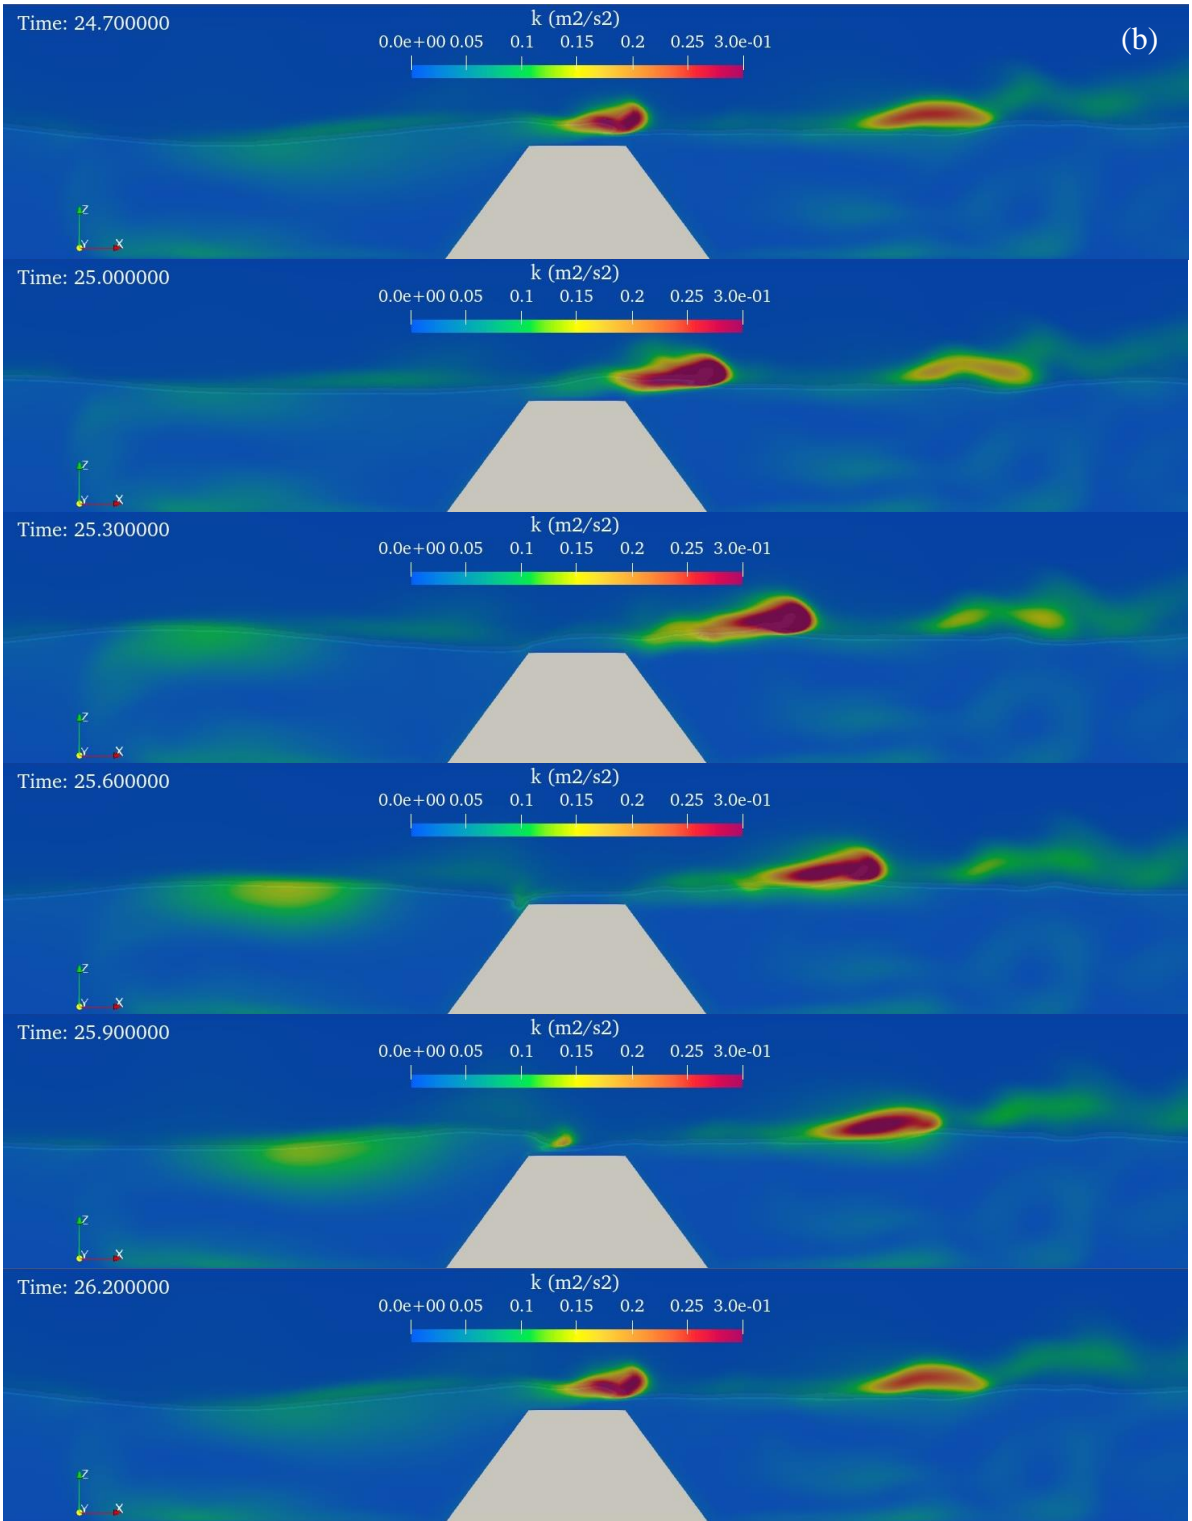 Time: 24.700000
k (m2/s2)
(b)
0.0e+00 0.05 0.1 0.15 0.2 0.25 3.0e-01
Z
Y X
Time: 25.000000
k (m2/s2)
0.0e+00 0.05 0.1 0.15 0.2 0.25 3.0e-01
Z
Y X
Time: 25.300000
k (m2/s2)
0.0e+00 0.05 0.1 0.15 0.2 0.25 3.0e-01
Z
Y X
Time: 25.600000
k (m2/s2)
0.0e+00 0.05 0.1 0.15 0.2 0.25 3.0e-01
Z
Y X
Time: 25.900000
k (m2/s2)
0.0e+00 0.05 0.1 0.15 0.2 0.25 3.0e-01
Z
Y X
Time: 26.200000
k (m2/s2)
0.0e+00 0.05 0.1 0.15 0.2 0.25 3.0e-01
Z
Y X